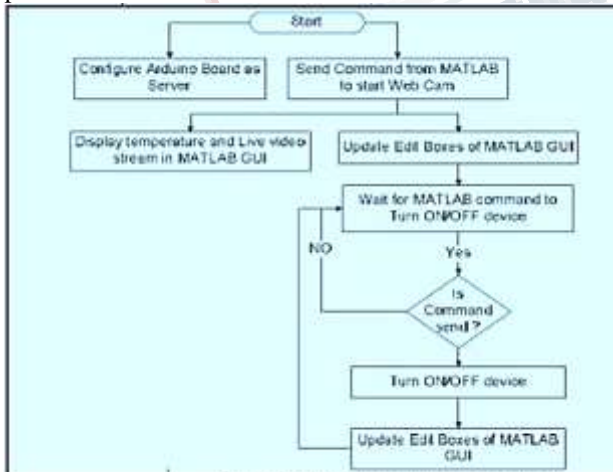 Start
Configure Arduino Board as
Server
Send Command from MATLAB
to start Web Cam
Display temperature and Live video
stream in MATLAB GUI
Update Edit Boxes of MATLAB GUI
Wait for MATLAB command to
Turn ON/OFF device
NO
Yes
Is
Command
send ?
Turn ON/OFF device
Update Edit Boxes of MATLAB
GUI